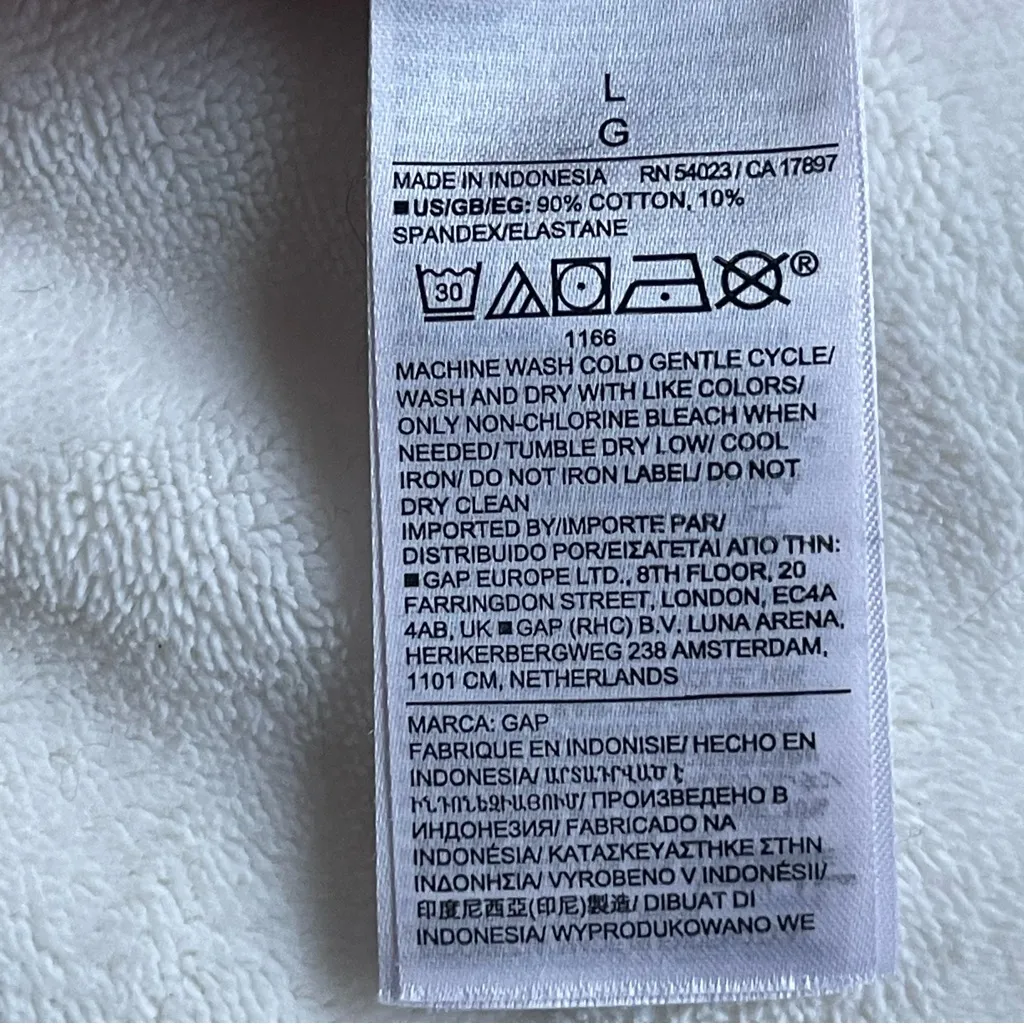 L
G
MADE IN INDONESIA RN 54023 / CA 17897
■ US/GB/EG: 90% COTTON, 10%
SPANDEX/ELASTANE
30 ®
1166
MACHINE WASH COLD GENTLE CYCLE/
WASH AND DRY WITH LIKE COLORS/
ONLY NON-CHLORINE BLEACH WHEN
NEEDED/ TUMBLE DRY LOW/ COOL
IRON/ DO NOT IRON LABEL/ DO NOT
DRY CLEAN
IMPORTED BY/IMPORTE PAR/
DISTRIBUIDO POR/ΕΙΣΑΓΕΤΑΙ ΑΠΟ ΤΗΝ:
■ GAP EUROPE LTD., 8TH FLOOR, 20
FARRINGDON STREET, LONDON, EC4A
4AB, UK ■ GAP (RHC) B.V. LUNA ARENA,
HERIKERBERGWEG 238 AMSTERDAM,
1101 CM, NETHERLANDS
MARCA: GAP
FABRIQUE EN INDONISIE/ HECHO EN
INDONESIA/ ԱՐՏԱԴՐՎԱԾ Է
ԻՆԴՈՆԵԶԻԱՅՈՒՄ/ ПРОИЗВЕДЕНО В
ИНДОНЕЗИЯ/ FABRICADO NA
INDONÉSIA/ ΚΑΤΑΣΚΕΥΑΣΤΗΚΕ ΣΤΗΝ
ΙΝΔΟΝΗΣΙΑ/ VYROBENO V INDONÉSII/
印度尼西亞(印尼)製造/ DIBUAT DI
INDONESIA/ WYPRODUKOWANO WE